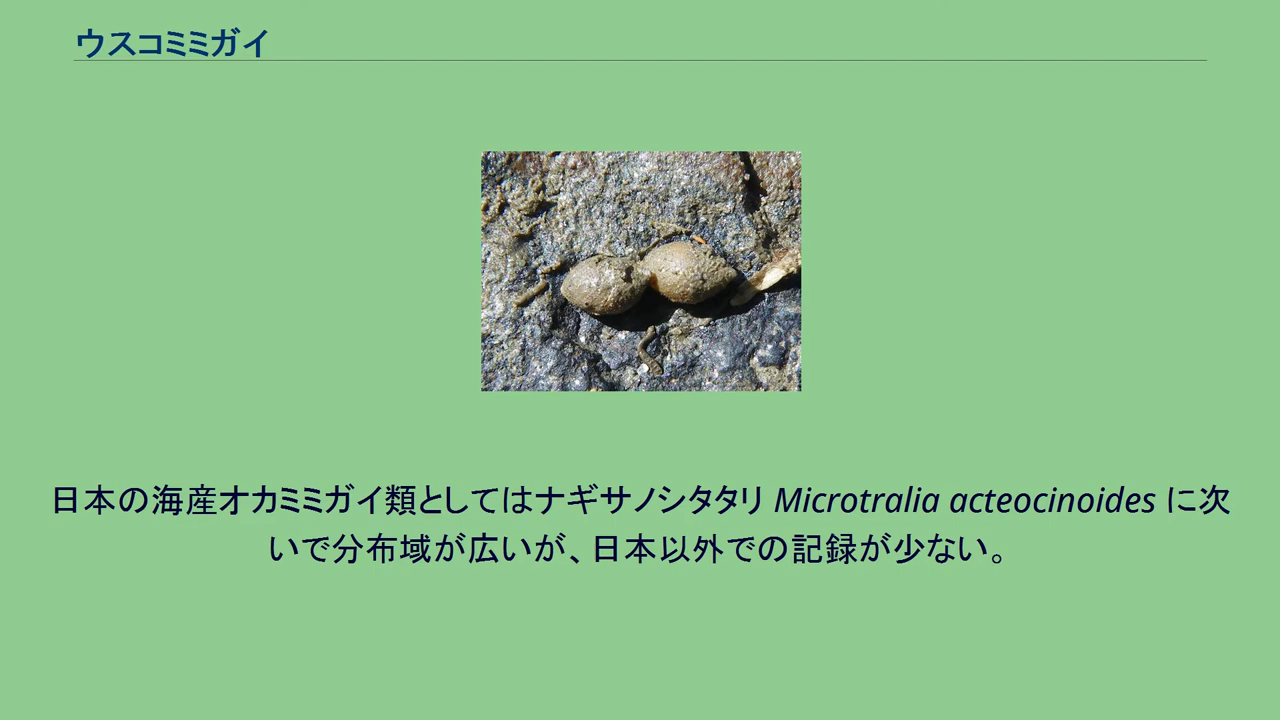 ウスコミミガイ
日本の海産オカミミガイ類としてはナギサノシタタリ Microtralia acteocinoides に次
いで分布域が広いが、日本以外での記録が少ない。